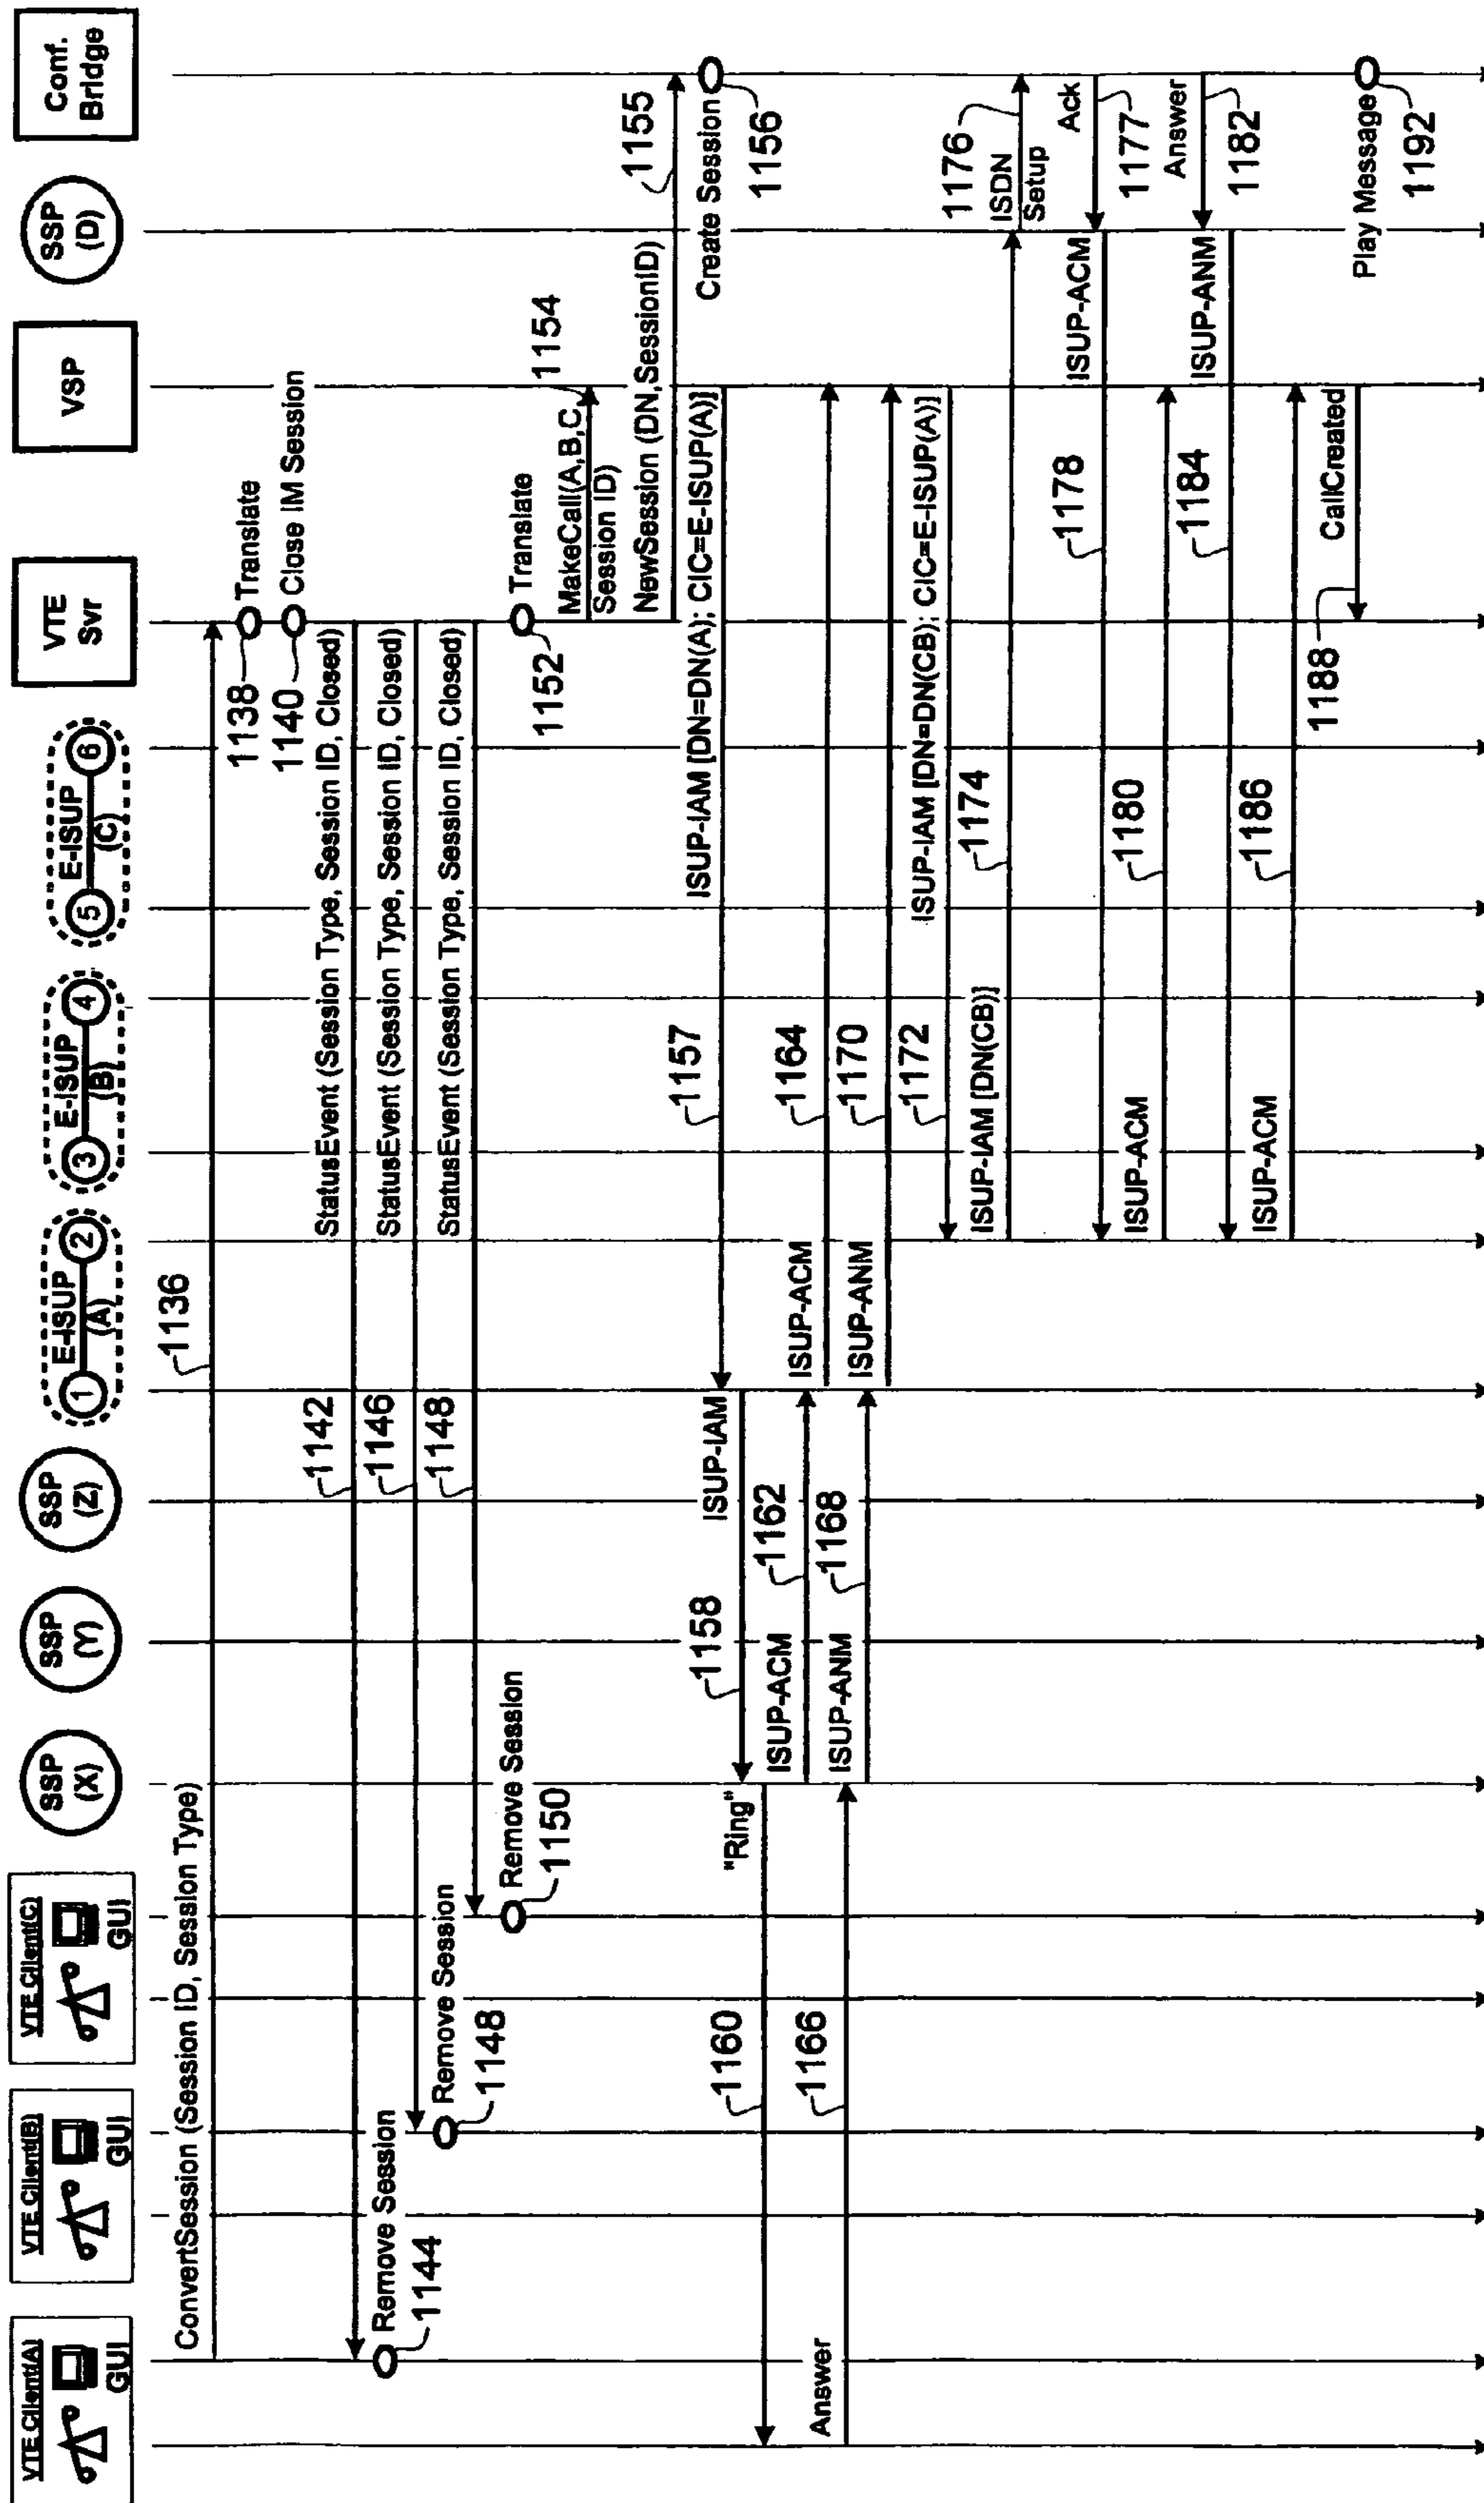 VTE Client(A)
GUI
VTE Client(B)
GUI
VTE Client(C)
GUI
SSP
(X)
SSP
(Y)
SSP
(Z)
E-ISUP
1
2
(A)
E-ISUP
3
4
(B)
E-ISUP
5
6
(C)
VTE
Svr
VSP
SSP
(D)
Conf.
Bridge
ConvertSession (Session ID, Session Type)
1136
Translate
1138
Close IM Session
1140
StatusEvent (Session Type, Session ID, Closed)
1142
Remove Session
1144
StatusEvent (Session Type, Session ID, Closed)
1146
Remove Session
1148
StatusEvent (Session Type, Session ID, Closed)
1148
Remove Session
1150
Translate
1152
MakeCall(A,B,C
Session ID)
1154
NewSession (DN,SessionID)
1155
Create Session
1156
ISUP-IAM [DN=DN(A); CIC=E-ISUP(A)]
1157
ISUP-IAM
1158
"Ring"
1160
ISUP-ACM
1162
ISUP-ACM
1164
Answer
1166
ISUP-ANM
1168
ISUP-ANM
1170
ISUP-IAM [DN=DN(CB); CIC=E-ISUP(A)]
1172
ISUP-IAM [DN(CB)]
1174
ISDN
Setup
1176
Ack
1177
ISUP-ACM
1178
ISUP-ACM
1180
Answer
1182
ISUP-ANM
1184
ISUP-ACM
1186
CallCreated
1188
Play Message
1192